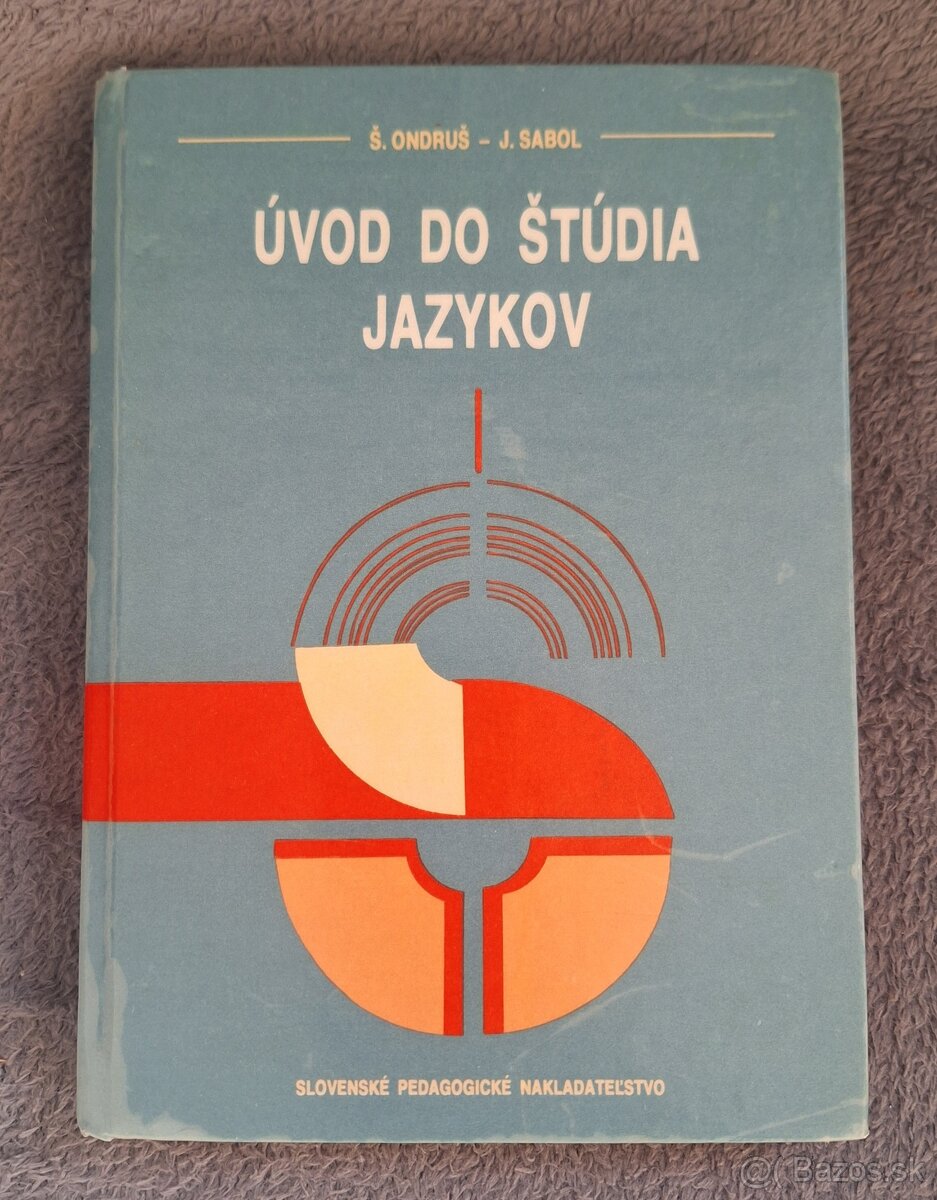 Š. ONDRUŠ – J. SABOL
ÚVOD DO ŠTÚDIA
JAZYKOV
SLOVENSKÉ PEDAGOGICKÉ NAKLADATEĽSTVO
@ Bazos.sk